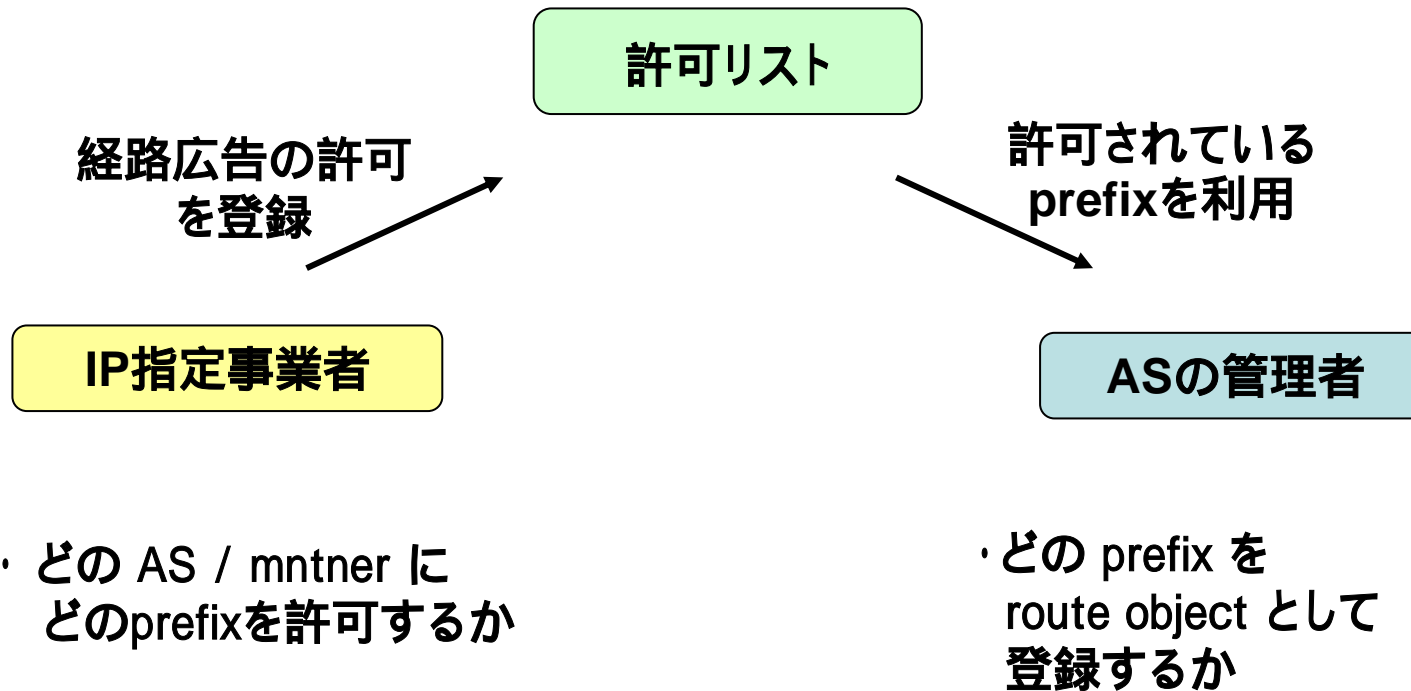 許可リスト
経路広告の許可
を登録
許可されている
prefixを利用
IP指定事業者
ASの管理者
・どの AS / mntner に
どのprefixを許可するか
・どの prefix を
route object として
登録するか